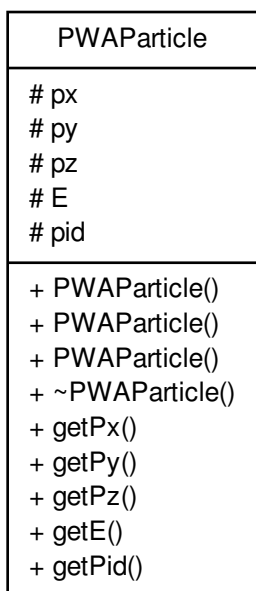 PWAParticle
# px
# py
# pz
# E
# pid
+ PWAParticle()
+ PWAParticle()
+ PWAParticle()
+ ~PWAParticle()
+ getPx()
+ getPy()
+ getPz()
+ getE()
+ getPid()